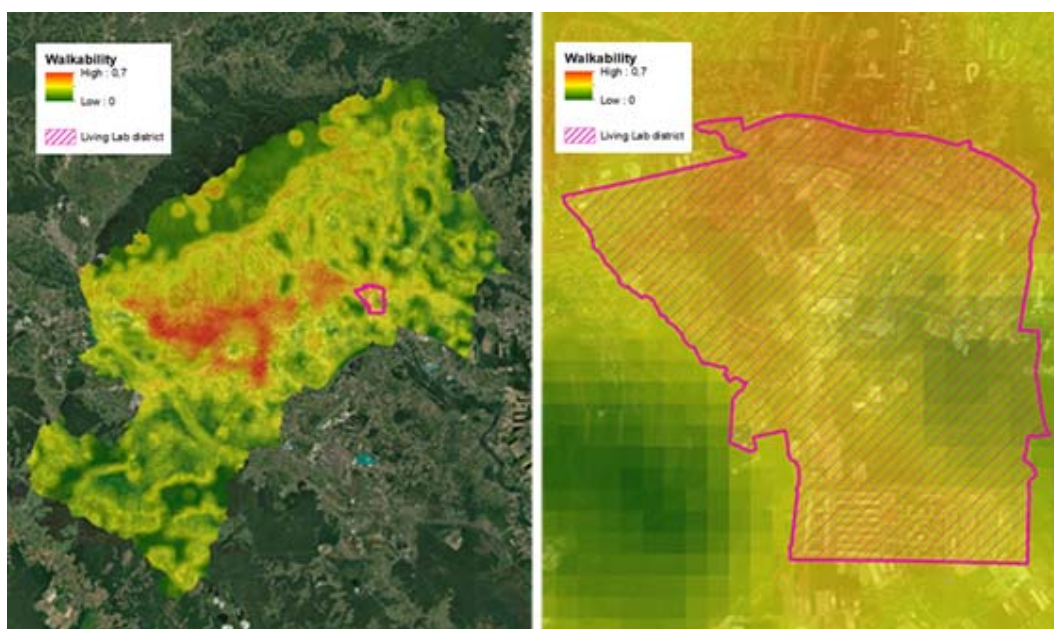 Walkability
High : 0,7
Low : 0
Living Lab district
Walkability
High : 0,7
Low : 0
Living Lab district